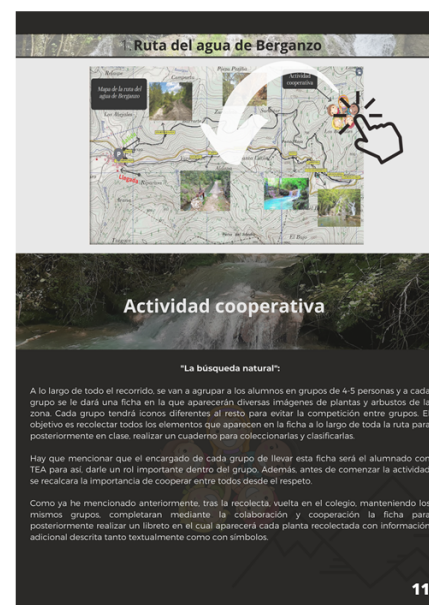 1. Ruta del agua de Berganzo
Mapa de la ruta del
agua de Berganzo
Actividad
cooperativa
Llegada
El Bajo
Actividad cooperativa
"La búsqueda natural":
A lo largo de todo el recorrido, se van a agrupar a los alumnos en grupos de 4-5 personas y a cada
grupo se le dará una ficha en la que aparecerán diversas imágenes de plantas y arbustos de la
zona. Cada grupo tendrá iconos diferentes al resto para evitar la competición entre grupos. El
objetivo es recolectar todos los elementos que aparecen en la ficha a lo largo de toda la ruta para
posteriormente en clase, realizar un cuaderno para coleccionarlas y clasificarlas.
Hay que mencionar que el encargado de cada grupo de llevar esta ficha será el alumnado con
TEA para así, darle un rol importante dentro del grupo. Además, antes de comenzar la actividad
se recalcara la importancia de cooperar entre todos desde el respeto.
Como ya he mencionado anteriormente, tras la recolecta, vuelta en el colegio, manteniendo los
mismos grupos, completaran mediante la colaboración y cooperación la ficha para
posteriormente realizar un libreto en el cual aparecerá cada planta recolectada con información
adicional descrita tanto textualmente como con símbolos.
11